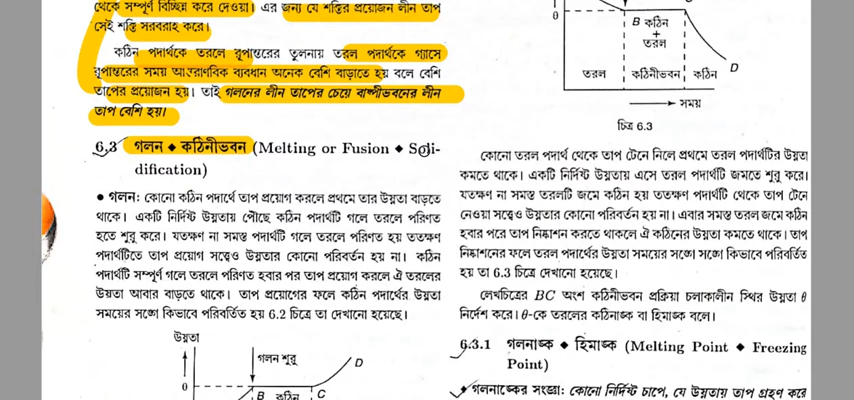 থেকে সম্পূর্ণ বিচ্ছিন্ন করে দেওয়া। এর জন্য যে শক্তির প্রয়োজন লীন তাপ
সেই শক্তি সরবরাহ করে।
কঠিন পদার্থকে তরলে রূপান্তরের তুলনায় তরল পদার্থকে গ্যাসে
রূপান্তরের সময় আন্তরাণবিক ব্যবধান অনেক বেশি বাড়াতে হয় বলে বেশি
তাপের প্রয়োজন হয়। তাই গলনের লীন তাপের চেয়ে বাষ্পীভবনের লীন
তাপ বেশি হয়।
6.3 গলন ◆ কঠিনীভবন (Melting or Fusion ◆ Soli-
dification)
● গলন: কোনো কঠিন পদার্থে তাপ প্রয়োগ করলে প্রথমে তার উষ্ণতা বাড়তে
থাকে। একটি নির্দিষ্ট উষ্ণতায় পৌঁছে কঠিন পদার্থটি গলে তরলে পরিণত
হতে শুরু করে। যতক্ষণ না সমস্ত পদার্থটি গলে তরলে পরিণত হয় ততক্ষণ
পদার্থটিতে তাপ প্রয়োগ সত্ত্বেও উষ্ণতার কোনো পরিবর্তন হয় না। কঠিন
পদার্থটি সম্পূর্ণ গলে তরলে পরিণত হবার পর তাপ প্রয়োগ করলে ঐ তরলের
উষ্ণতা আবার বাড়তে থাকে। তাপ প্রয়োগের ফলে কঠিন পদার্থের উষ্ণতা
সময়ের সঙ্গে কিভাবে পরিবর্তিত হয় 6.2 চিত্রে তা দেখানো হয়েছে।
উষ্ণতা
গলন শুরু
D
θ
B কঠিন
C
θ
B কঠিন
+
তরল
D
তরল
কঠিনীভবন
কঠিন
সময়
চিত্র 6.3
কোনো তরল পদার্থ থেকে তাপ টেনে নিলে প্রথমে তরল পদার্থটির উষ্ণতা
কমতে থাকে। একটি নির্দিষ্ট উষ্ণতায় এসে তরল পদার্থটি জমতে শুরু করে।
যতক্ষণ না সমস্ত তরলটি জমে কঠিন হয় ততক্ষণ পদার্থটি থেকে তাপ টেনে
নেওয়া সত্ত্বেও উষ্ণতার কোনো পরিবর্তন হয় না। এবার সমস্ত তরল জমে কঠিন
হবার পরে তাপ নিষ্কাশন করতে থাকলে ঐ কঠিনের উষ্ণতা কমতে থাকে। তাপ
নিষ্কাশনের ফলে তরল পদার্থের উষ্ণতা সময়ের সঙ্গে সঙ্গে কিভাবে পরিবর্তিত
হয় তা 6.3 চিত্রে দেখানো হয়েছে।
লেখচিত্রের BC অংশ কঠিনীভবন প্রক্রিয়া চলাকালীন স্থির উষ্ণতা θ
নির্দেশ করে। θ-কে তরলের কঠিনাঙ্ক বা হিমাঙ্ক বলে।
6.3.1 গলনাঙ্ক ◆ হিমাঙ্ক (Melting Point ◆ Freezing
Point)
◆ গলনাঙ্কের সংজ্ঞা: কোনো নির্দিষ্ট চাপে, যে উষ্ণতায় তাপ গ্রহণ করে